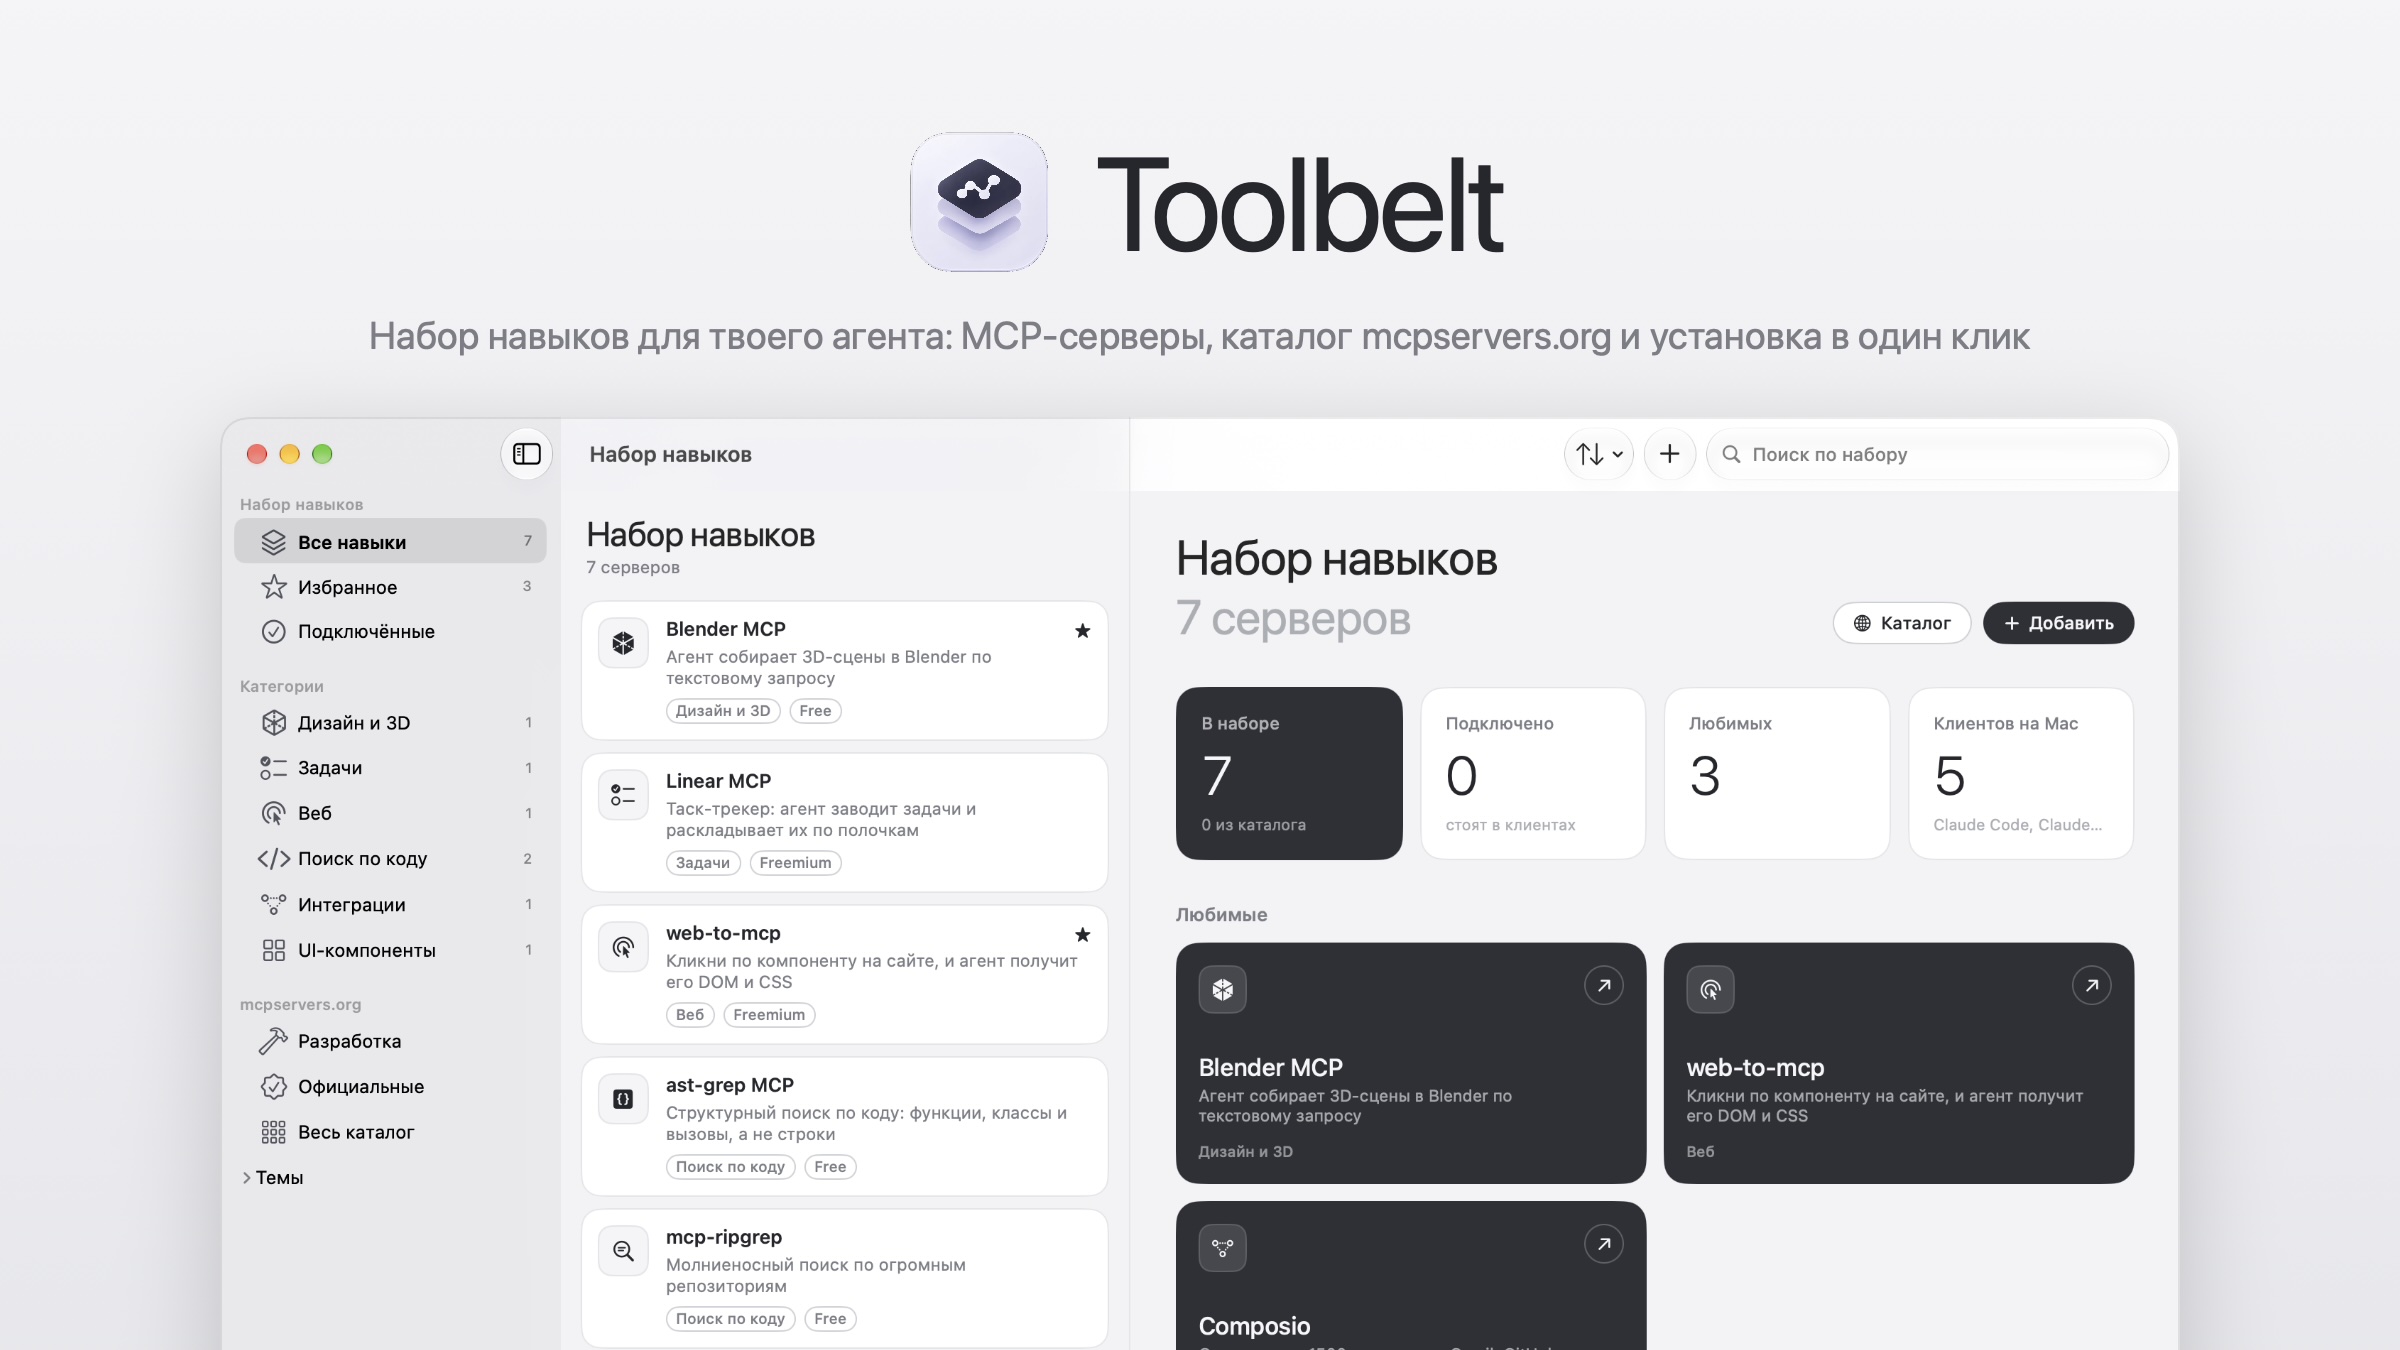 Toolbelt
Набор навыков для твоего агента: MCP-серверы, каталог mcpservers.org и установка в один клик
Набор навыков
Все навыки 7
Избранное 3
Подключённые
Категории
Дизайн и 3D 1
Задачи 1
Веб 1
Поиск по коду 2
Интеграции 1
UI-компоненты 1
mcpservers.org
Разработка
Официальные
Весь каталог
Темы
Набор навыков
Набор навыков
7 серверов
Blender MCP
Агент собирает 3D-сцены в Blender по
текстовому запросу
Дизайн и 3D Free
Linear MCP
Таск-трекер: агент заводит задачи и
раскладывает их по полочкам
Задачи Freemium
web-to-mcp
Кликни по компоненту на сайте, и агент получит
его DOM и CSS
Веб Freemium
ast-grep MCP
Структурный поиск по коду: функции, классы и
вызовы, а не строки
Поиск по коду Free
mcp-ripgrep
Молниеносный поиск по огромным
репозиториям
Поиск по коду Free
Поиск по набору
Набор навыков
7 серверов
Каталог
+ Добавить
В наборе
7
0 из каталога
Подключено
0
стоят в клиентах
Любимых
3
Клиентов на Mac
5
Claude Code, Claude...
Любимые
Blender MCP
Агент собирает 3D-сцены в Blender по
текстовому запросу
Дизайн и 3D
web-to-mcp
Кликни по компоненту на сайте, и агент получит
его DOM и CSS
Веб
Composio